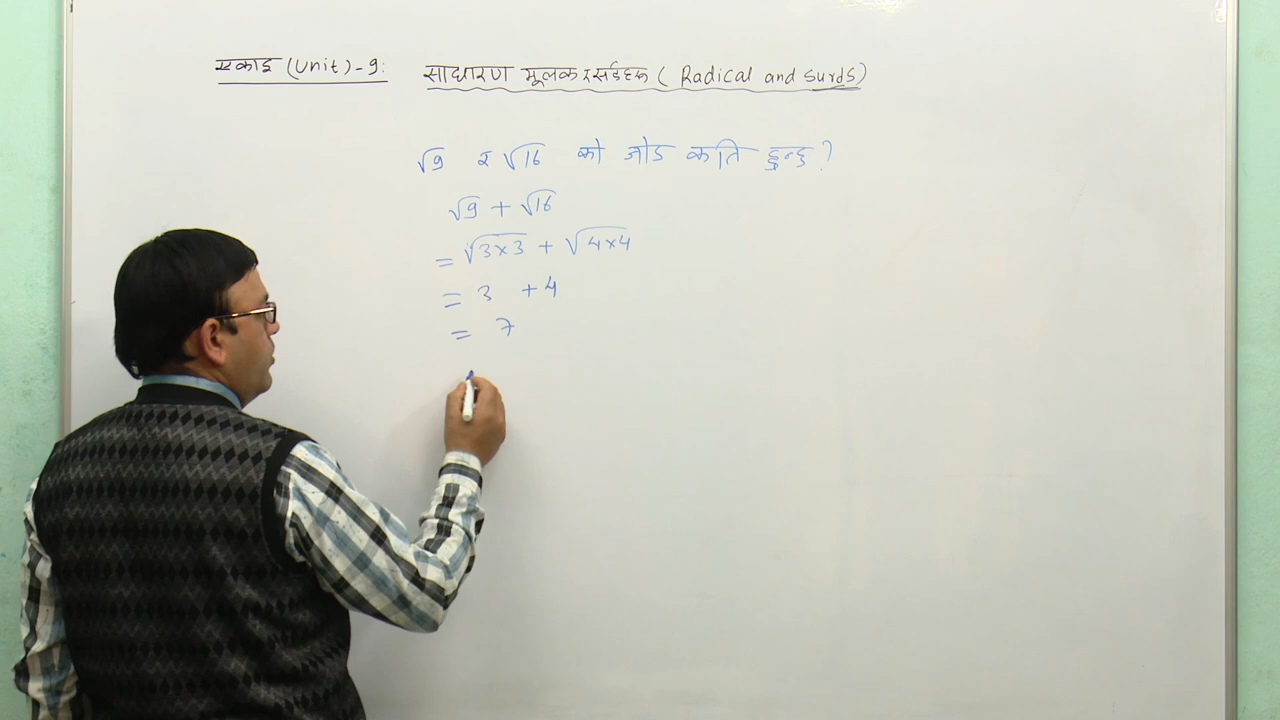 एकाइ (Unit)-9: साधारण मूलक र सर्डहरू (Radical and Surds)
√9 र √16 को जोड कति हुन्छ?
√9 + √16
= √3×3 + √4×4
= 3 + 4
= 7